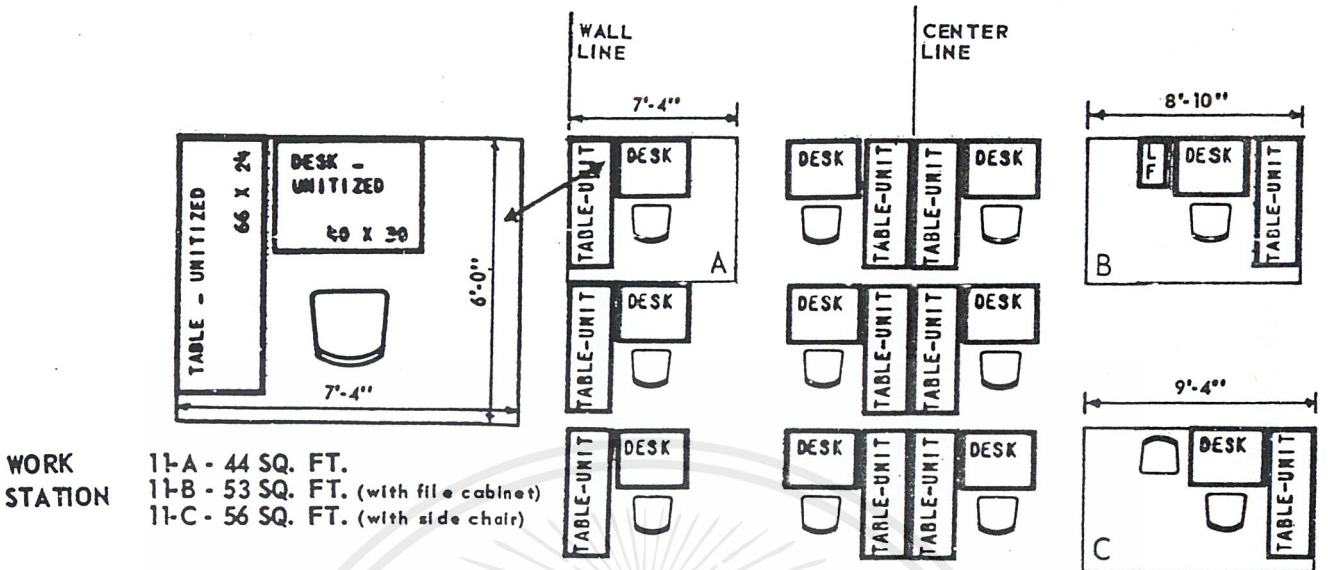 WALL
LINE
CENTER
LINE
7'-4"
8'-10"
TABLE - UNITIZED
66 X 24
DESK -
UNITIZED
40 X 30
6'-0"
7'-4"
TABLE-UNIT
DESK
A
DESK
TABLE-UNIT
TABLE-UNIT
DESK
LF
DESK
TABLE-UNIT
B
TABLE-UNIT
DESK
DESK
TABLE-UNIT
TABLE-UNIT
DESK
9'-4"
TABLE-UNIT
DESK
DESK
TABLE-UNIT
TABLE-UNIT
DESK
DESK
TABLE-UNIT
C
WORK
STATION
11-A - 44 SQ. FT.
11-B - 53 SQ. FT. (with file cabinet)
11-C - 56 SQ. FT. (with side chair)